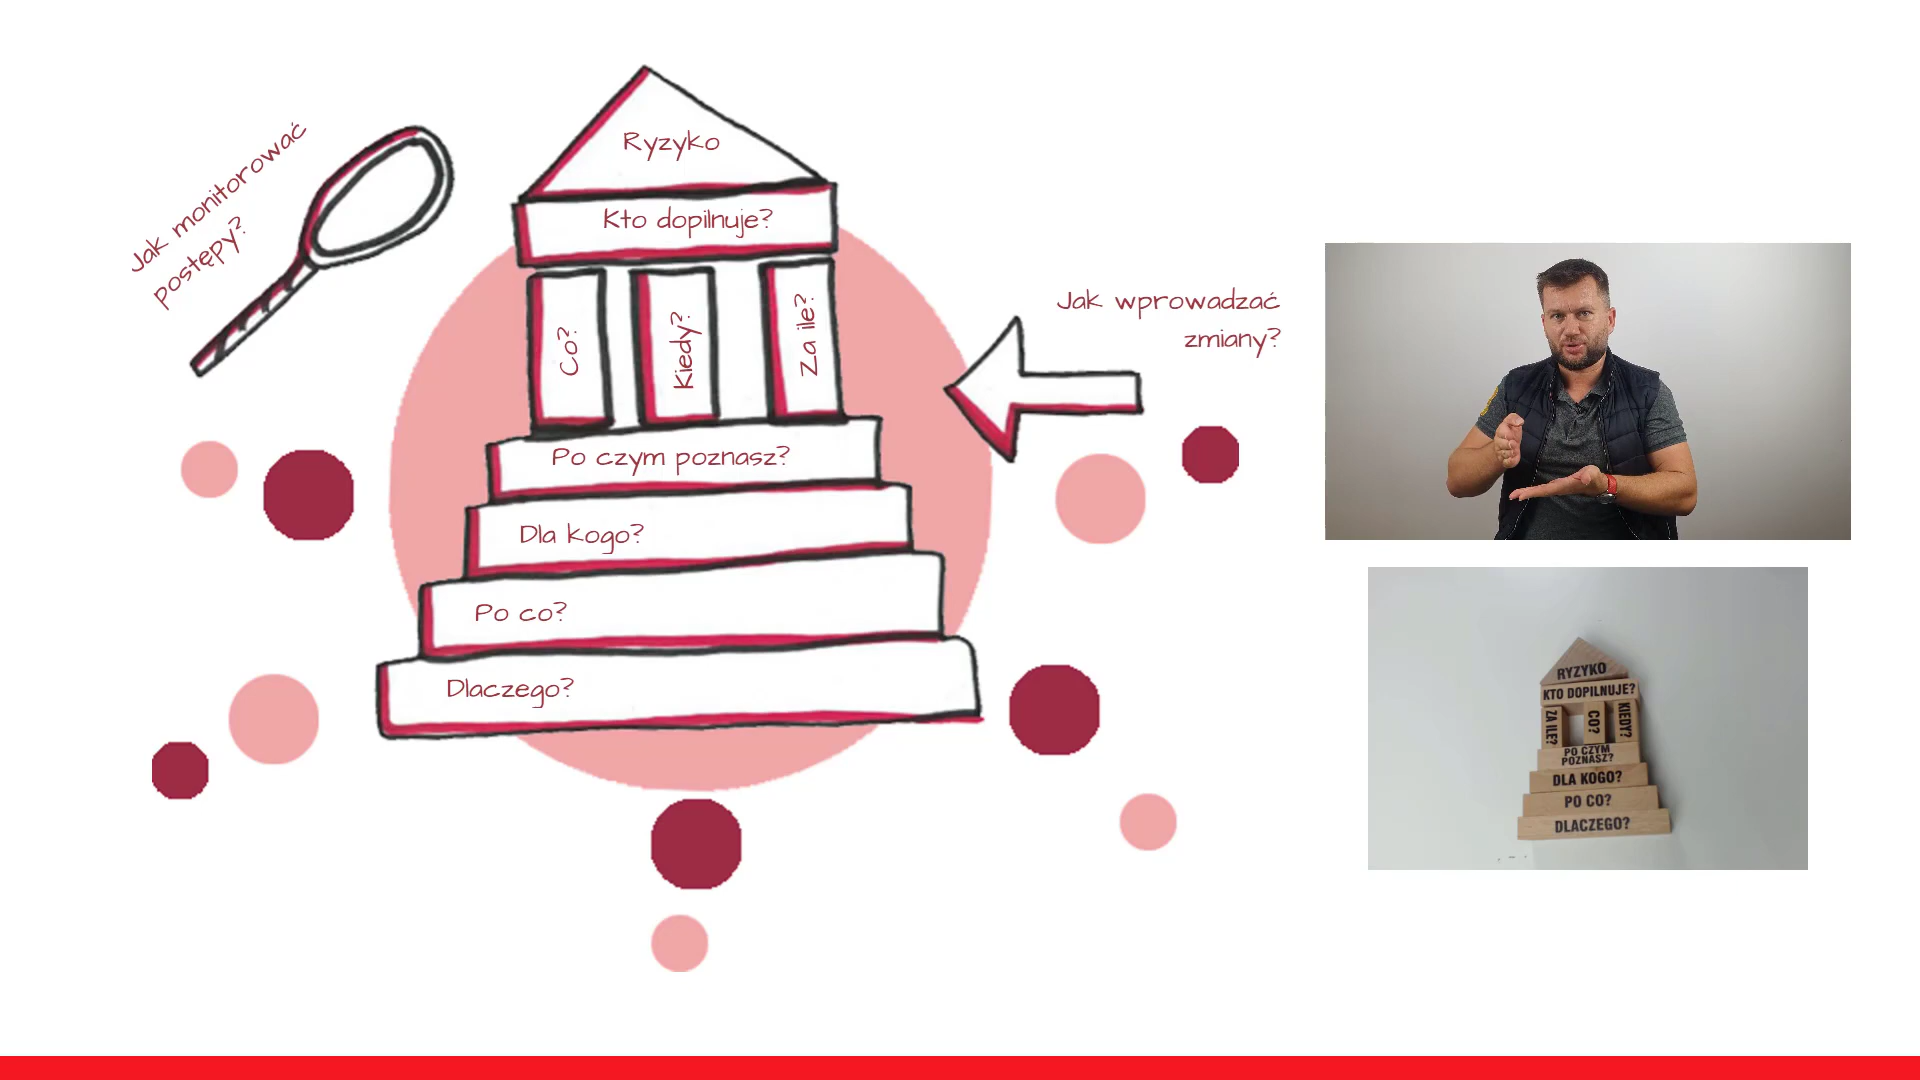 Jak monitorować
postępy?
Ryzyko
Kto dopilnuje?
Co?
Kiedy?
Za ile?
Po czym poznasz?
Dla kogo?
Po co?
Dlaczego?
Jak wprowadzać
zmiany?
RYZYKO
KTO DOPILNUJE?
ZA ILE?
CO?
KIEDY?
PO CZYM
POZNASZ?
DLA KOGO?
PO CO?
DLACZEGO?